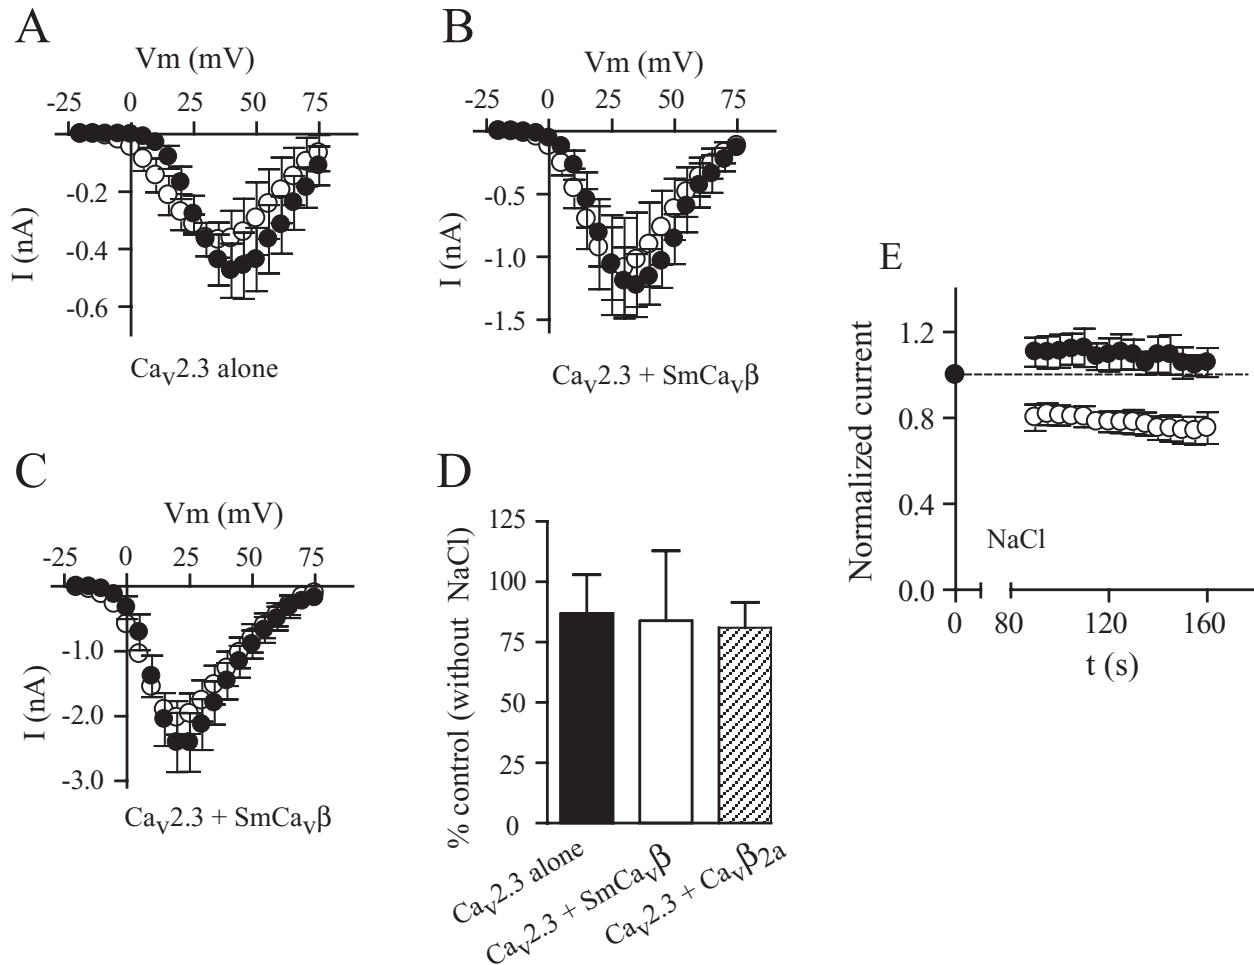 A
Vm (mV)
-25 0 25 50 75
-0.2
-0.4
-0.6
I (nA)
CaV2.3 alone
B
Vm (mV)
0 25 50 75
-0.5
-1.0
-1.5
I (nA)
CaV2.3 + SmCaVβ
C
Vm (mV)
-25 0 25 50 75
-1.0
-2.0
-3.0
I (nA)
CaV2.3 + SmCaVβ
D
125
100
75
50
25
0
% control (without NaCl)
CaV2.3 alone
CaV2.3 + SmCaVβ
CaV2.3 + CaVβ2a
E
1.2
0.8
0.4
0.0
Normalized current
NaCl
0 80 120 160
t (s)